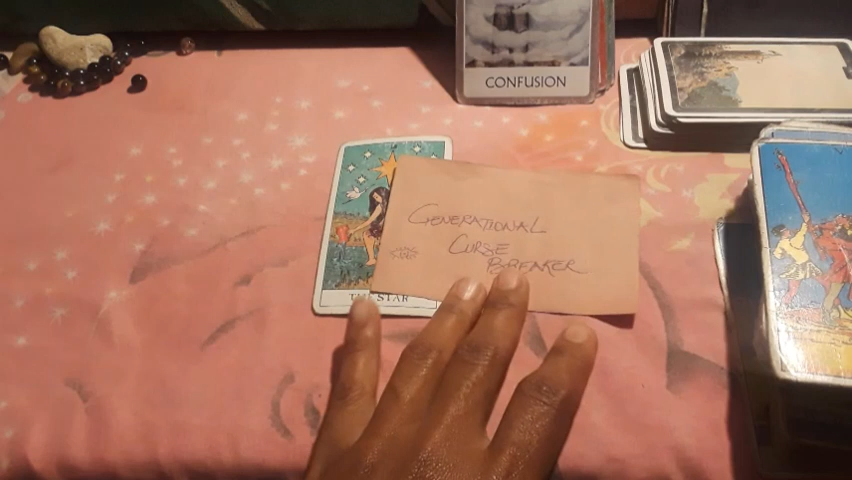 CONFUSION
GENERATIONAL
CURSE
BREAKER
THE STAR